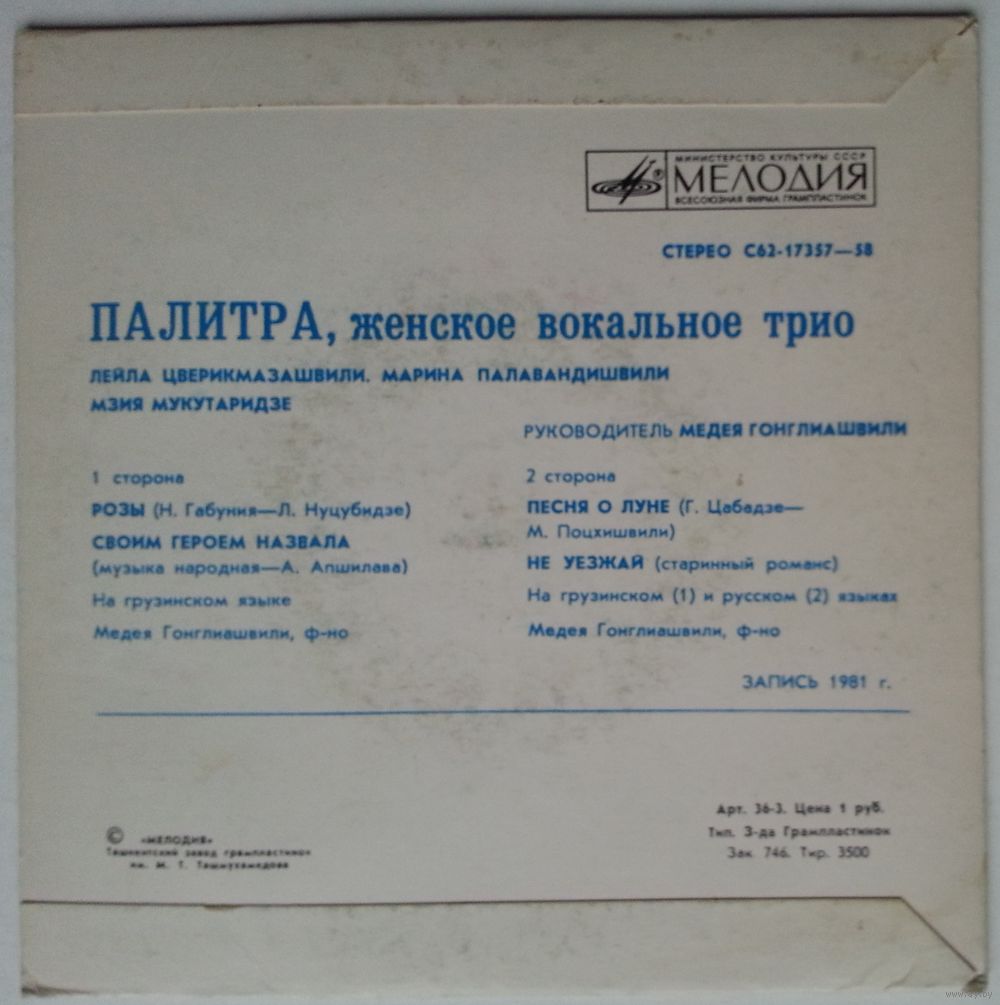 МИНИСТЕРСТВО КУЛЬТУРЫ СССР
МЕЛОДИЯ
ВСЕСОЮЗНАЯ ФИРМА ГРАМПЛАСТИНОК
СТЕРЕО С62-17357—58
ПАЛИТРА, женское вокальное трио
ЛЕЙЛА ЦВЕРИКМАЗАШВИЛИ, МАРИНА ПАЛАВАНДИШВИЛИ
МЗИЯ МУКУТАРИДЗЕ
РУКОВОДИТЕЛЬ МЕДЕЯ ГОНГЛИАШВИЛИ
1 сторона
РОЗЫ (Н. Габуния—Л. Нуцубидзе)
СВОИМ ГЕРОЕМ НАЗВАЛА
(музыка народная—А. Апшилава)
На грузинском языке
Медея Гонглиашвили, ф-но
2 сторона
ПЕСНЯ О ЛУНЕ (Г. Цабадзе—
М. Поцхишвили)
НЕ УЕЗЖАЙ (старинный романс)
На грузинском (1) и русском (2) языках
Медея Гонглиашвили, ф-но
ЗАПИСЬ 1981 г.
© «МЕЛОДИЯ»
Ташкентский завод грампластинок
им. М. Т. Ташмухамедова
Арт. 36-3. Цена 1 руб.
Тип. З-да Грампластинок
Зак. 746. Тир. 3500
www.ay.by